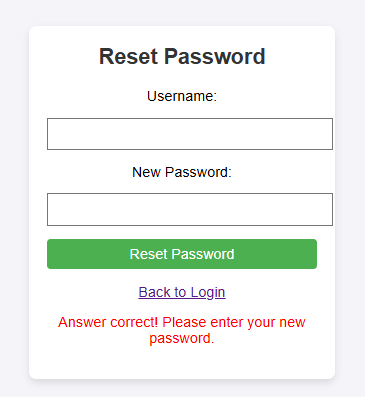 Reset Password
Username:
New Password:
Reset Password
Back to Login
Answer correct! Please enter your new
password.